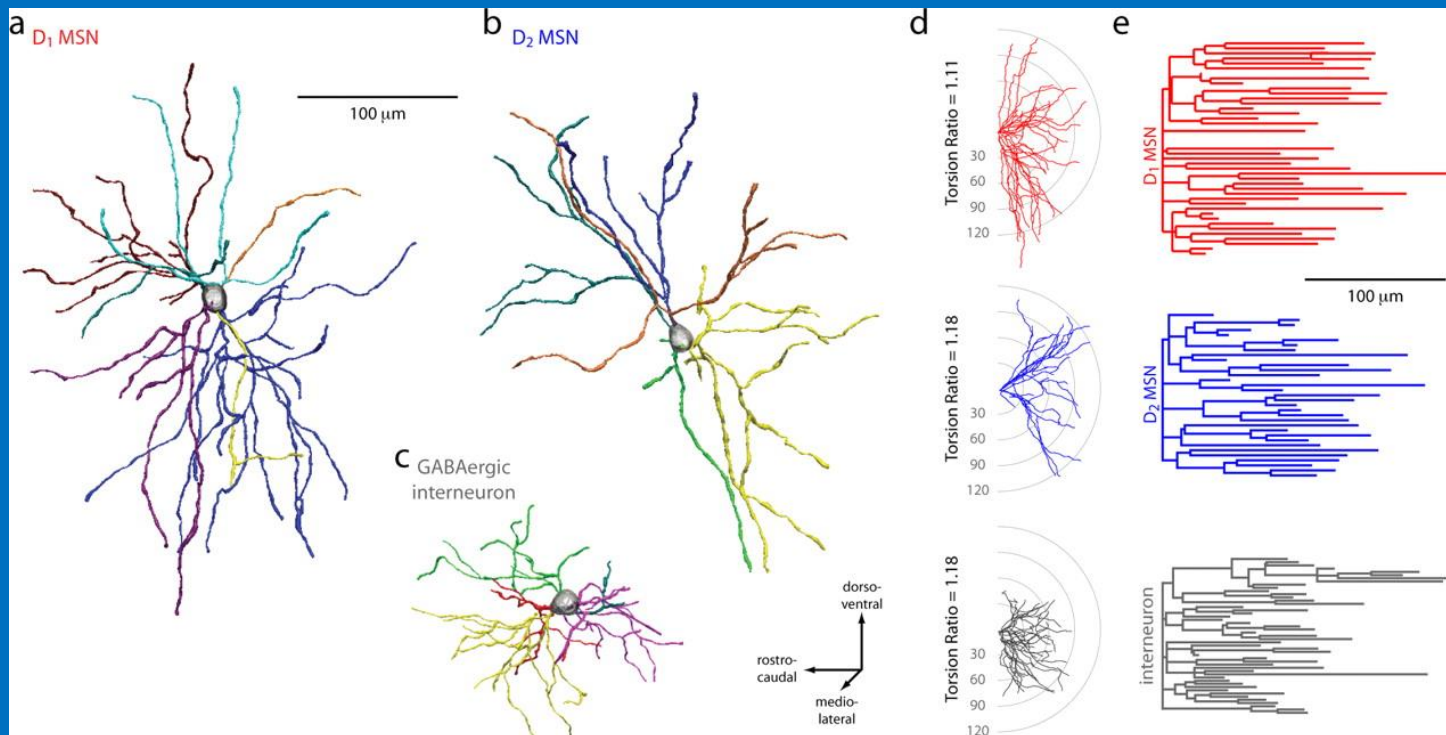 a
D₁ MSN
100 μm
b
D₂ MSN
c
GABAergic
interneuron
dorso-
ventral
rostro-
caudal
medio-
lateral
d
Torsion Ratio = 1.11
30
60
90
120
Torsion Ratio = 1.18
30
60
90
120
Torsion Ratio = 1.18
30
60
90
120
e
D₁ MSN
100 μm
D₂ MSN
interneuron